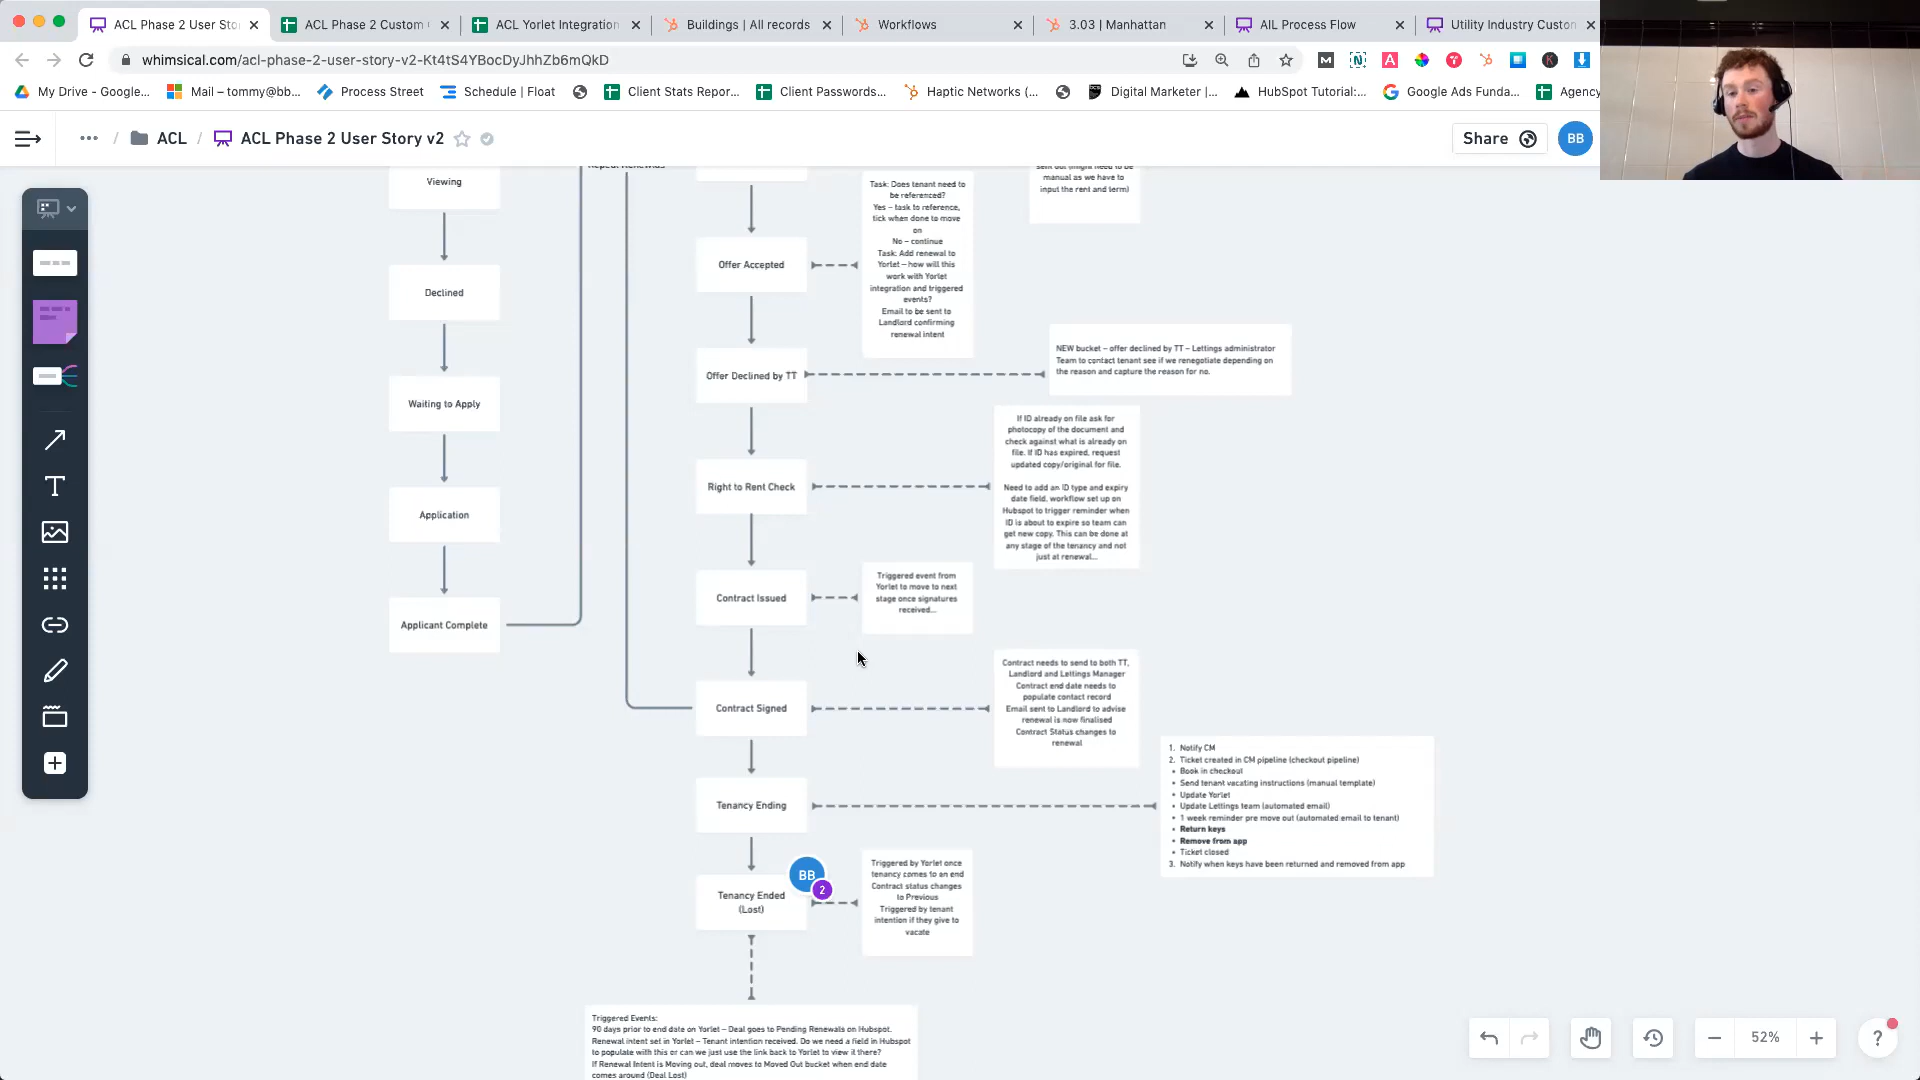 ACL Phase 2 User Sto
ACL Phase 2 Custom
ACL Yorlet Integration
Buildings | All records
Workflows
3.03 | Manhattan
AIL Process Flow
Utility Industry Custon
whimsical.com/acl-phase-2-user-story-v2-Kt4tS4YBocDyJhhZb6mQkD
My Drive - Google...
Mail – tommy@bb...
Process Street
Schedule | Float
Client Stats Repor...
Client Passwords...
Haptic Networks (...
Digital Marketer |...
HubSpot Tutorial:...
Google Ads Funda...
Agency
ACL / ACL Phase 2 User Story v2
Share
BB
Viewing
Declined
Waiting to Apply
Application
Applicant Complete
Repeat Renewals
Offer Accepted
Offer Declined by TT
Right to Rent Check
Contract Issued
Contract Signed
Tenancy Ending
Tenancy Ended
(Lost)
BB
2
Task: Does tenant need to
be referenced?
Yes – task to reference,
tick when done to move
on
No – continue
Task: Add renewal to
Yorlet – how will this
work with Yorlet
integration and triggered
events?
Email to be sent to
Landlord confirming
renewal intent
sent out (might need to be
manual as we have to
input the rent and term)
NEW bucket – offer declined by TT – Lettings administrator
Team to contact tenant see if we renegotiate depending on
the reason and capture the reason for no.
If ID already on file ask for
photocopy of the document and
check against what is already on
file. If ID has expired, request
updated copy/original for file.
Need to add an ID type and expiry
date field, workflow set up on
Hubspot to trigger reminder when
ID is about to expire so team can
get new copy. This can be done at
any stage of the tenancy and not
just at renewal...
Triggered event from
Yorlet to move to next
stage once signatures
received...
Contract needs to send to both TT,
Landlord and Lettings Manager
Contract end date needs to
populate contact record
Email sent to Landlord to advise
renewal is now finalised
Contract Status changes to
renewal
1. Notify CM
2. Ticket created in CM pipeline (checkout pipeline)
• Book in checkout
• Send tenant vacating instructions (manual template)
• Update Yorlet
• Update Lettings team (automated email)
• 1 week reminder pre move out (automated email to tenant)
• Return keys
• Remove from app
• Ticket closed
3. Notify when keys have been returned and removed from app
Triggered by Yorlet once
tenancy comes to an end
Contract status changes
to Previous
Triggered by tenant
intention if they give to
vacate
Triggered Events:
90 days prior to end date on Yorlet – Deal goes to Pending Renewals on Hubspot.
Renewal intent set in Yorlet – Tenant intention received. Do we need a field in Hubspot
to populate with this or can we just use the link back to Yorlet to view it there?
If Renewal Intent is Moving out, deal moves to Moved Out bucket when end date
comes around (Deal Lost)
52%